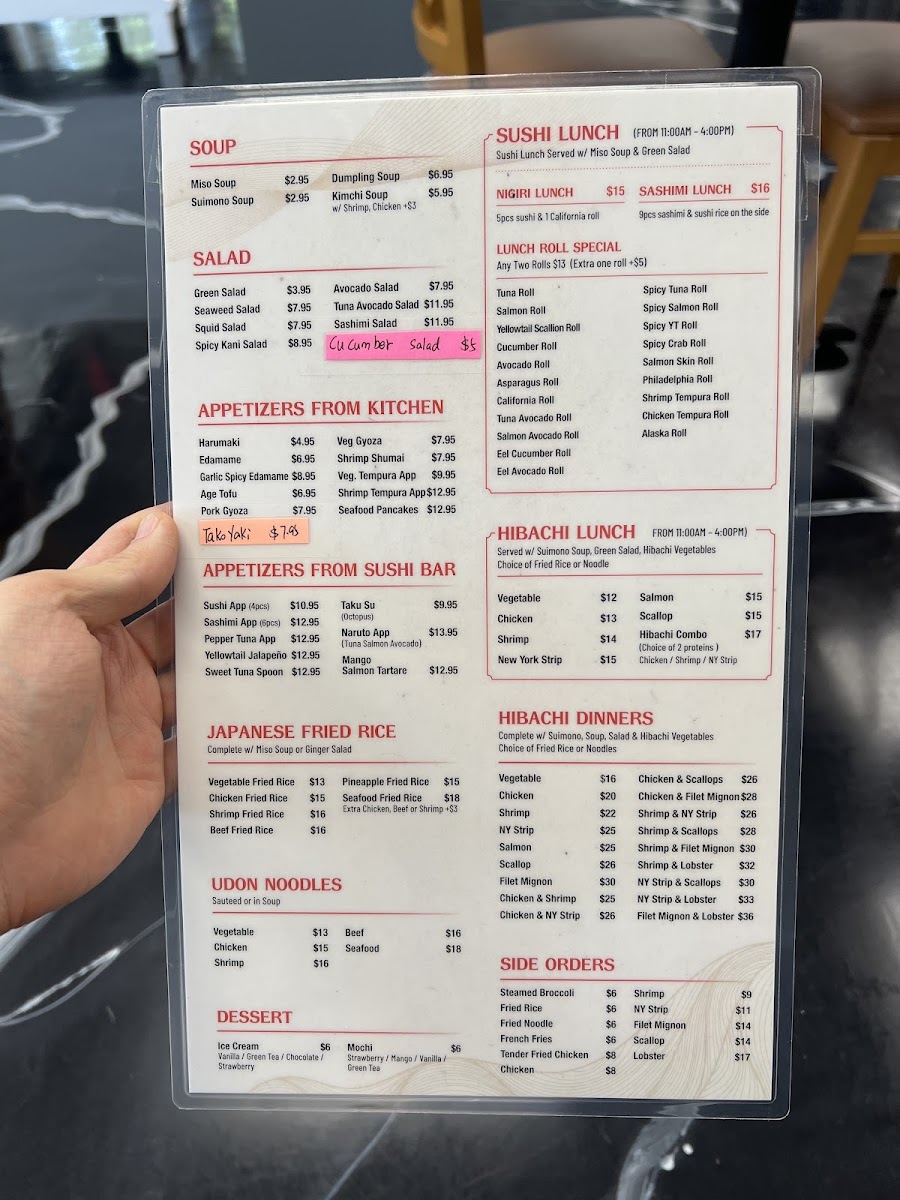 SOUP
Miso Soup $2.95
Suimono Soup $2.95
Dumpling Soup $6.95
Kimchi Soup $5.95
w/ Shrimp, Chicken +$3
SALAD
Green Salad $3.95
Seaweed Salad $7.95
Squid Salad $7.95
Spicy Kani Salad $8.95
Avocado Salad $7.95
Tuna Avocado Salad $11.95
Sashimi Salad $11.95
Cucumber Salad $5
APPETIZERS FROM KITCHEN
Harumaki $4.95
Edamame $6.95
Garlic Spicy Edamame $8.95
Age Tofu $6.95
Pork Gyoza $7.95
TakoYaki $7.95
Veg Gyoza $7.95
Shrimp Shumai $7.95
Veg. Tempura App $9.95
Shrimp Tempura App $12.95
Seafood Pancakes $12.95
APPETIZERS FROM SUSHI BAR
Sushi App (4pcs) $10.95
Sashimi App (6pcs) $12.95
Pepper Tuna App $12.95
Yellowtail Jalapeño $12.95
Sweet Tuna Spoon $12.95
Taku Su $9.95
(Octopus)
Naruto App $13.95
(Tuna Salmon Avocado)
Mango
Salmon Tartare $12.95
JAPANESE FRIED RICE
Complete w/ Miso Soup or Ginger Salad
Vegetable Fried Rice $13
Chicken Fried Rice $15
Shrimp Fried Rice $16
Beef Fried Rice $16
Pineapple Fried Rice $15
Seafood Fried Rice $18
Extra Chicken, Beef or Shrimp +$3
UDON NOODLES
Sauteed or in Soup
Vegetable $13
Chicken $15
Shrimp $16
Beef $16
Seafood $18
DESSERT
Ice Cream $6
Vanilla / Green Tea / Chocolate /
Strawberry
Mochi $6
Strawberry / Mango / Vanilla /
Green Tea
SUSHI LUNCH (FROM 11:00AM - 4:00PM)
Sushi Lunch Served w/ Miso Soup & Green Salad
NIGIRI LUNCH $15
5pcs sushi & 1 California roll
SASHIMI LUNCH $16
9pcs sashimi & sushi rice on the side
LUNCH ROLL SPECIAL
Any Two Rolls $13 (Extra one roll +$5)
Tuna Roll
Salmon Roll
Yellowtail Scallion Roll
Cucumber Roll
Avocado Roll
Asparagus Roll
California Roll
Tuna Avocado Roll
Salmon Avocado Roll
Eel Cucumber Roll
Eel Avocado Roll
Spicy Tuna Roll
Spicy Salmon Roll
Spicy YT Roll
Spicy Crab Roll
Salmon Skin Roll
Philadelphia Roll
Shrimp Tempura Roll
Chicken Tempura Roll
Alaska Roll
HIBACHI LUNCH FROM 11:00AM - 4:00PM)
Served w/ Suimono Soup, Green Salad, Hibachi Vegetables
Choice of Fried Rice or Noodle
Vegetable $12
Chicken $13
Shrimp $14
New York Strip $15
Salmon $15
Scallop $15
Hibachi Combo $17
(Choice of 2 proteins )
Chicken / Shrimp / NY Strip
HIBACHI DINNERS
Complete w/ Suimono, Soup, Salad & Hibachi Vegetables
Choice of Fried Rice or Noodles
Vegetable $16
Chicken $20
Shrimp $22
NY Strip $25
Salmon $25
Scallop $26
Filet Mignon $30
Chicken & Shrimp $25
Chicken & NY Strip $26
Chicken & Scallops $26
Chicken & Filet Mignon $28
Shrimp & NY Strip $26
Shrimp & Scallops $28
Shrimp & Filet Mignon $30
Shrimp & Lobster $32
NY Strip & Scallops $30
NY Strip & Lobster $33
Filet Mignon & Lobster $36
SIDE ORDERS
Steamed Broccoli $6
Fried Rice $6
Fried Noodle $6
French Fries $6
Tender Fried Chicken $8
Chicken $8
Shrimp $9
NY Strip $11
Filet Mignon $14
Scallop $14
Lobster $17